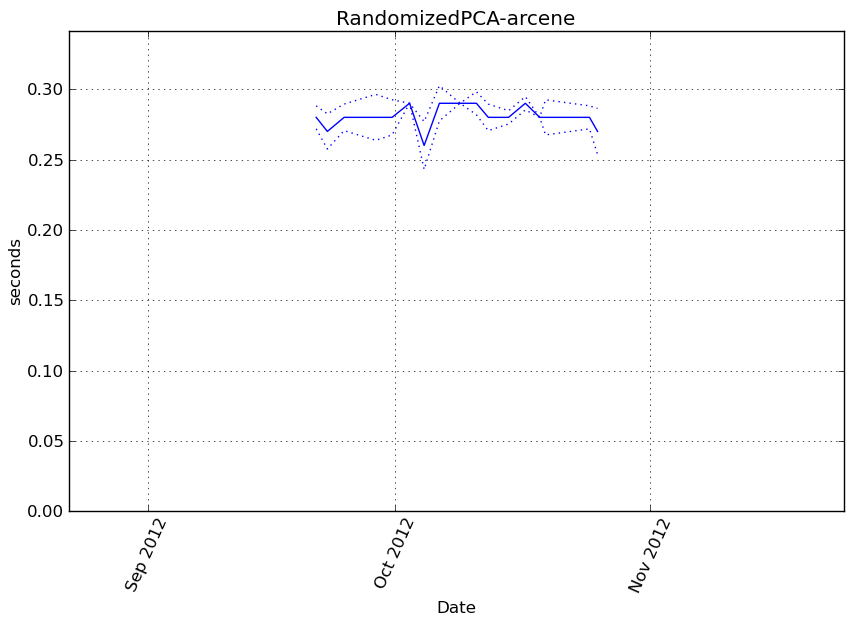 RandomizedPCA-arcene
0.30
0.25
0.20
0.15
0.10
0.05
0.00
seconds
Sep 2012
Oct 2012
Nov 2012
Date